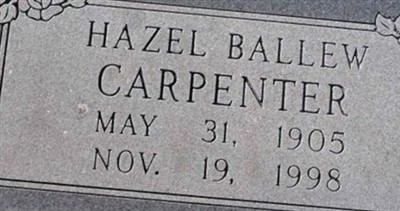 HAZEL BALLEW
CARPENTER
MAY 31, 1905
NOV. 19, 1998